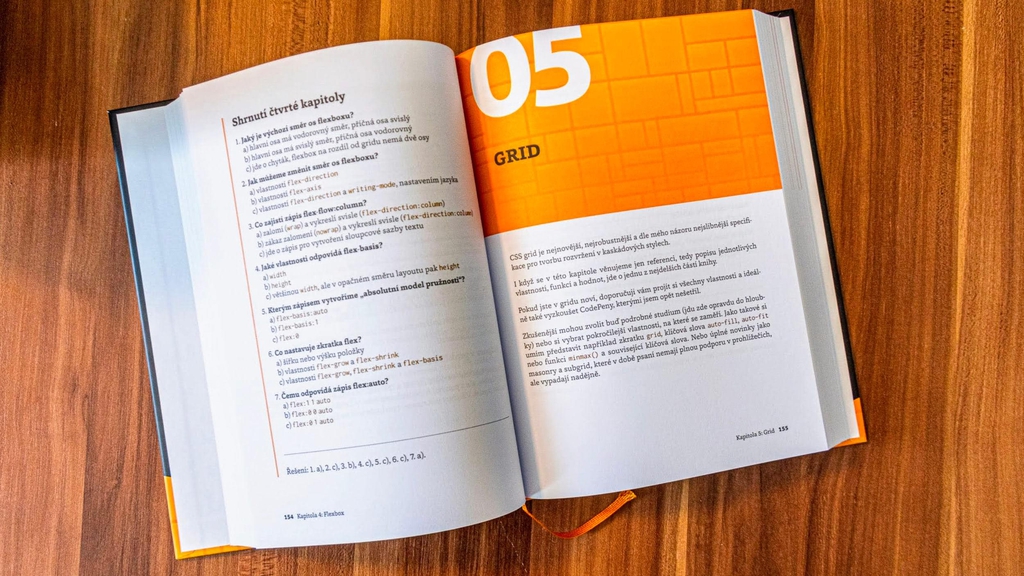 Shrnutí čtvrté kapitoly
1. Jaký je výchozí směr os flexboxu?
a) hlavní osa má vodorovný směr, příčná osa svislý
b) hlavní osa má svislý směr, příčná osa vodorovný
c) jde o chyták, flexbox na rozdíl od gridu nemá dvě osy
2. Jak můžeme změnit směr os flexboxu?
a) vlastností flex-direction
b) vlastností flex-axis
c) vlastností flex-direction a writing-mode, nastavením jazyka
3. Co zajistí zápis flex-flow:column?
a) zalomí (wrap) a vykreslí svisle (flex-direction:column)
b) zákaz zalomení (nowrap) a vykreslí svisle (flex-direction:column)
c) jde o zápis pro vytvoření sloupcové sazby textu
4. Jaké vlastnosti odpovídá flex-basis?
a) width
b) height
c) většinou width, ale v opačném směru layoutu pak height
5. Kterým zápisem vytvoříme „absolutní model pružnosti“?
a) flex-basis:auto
b) flex-basis:1
c) flex:0
6. Co nastavuje zkratka flex?
a) šířku nebo výšku položky
b) vlastnosti flex-grow a flex-shrink
c) vlastnosti flex-grow, flex-shrink a flex-basis
7. Čemu odpovídá zápis flex:auto?
a) flex:1 1 auto
b) flex:0 0 auto
c) flex:0 1 auto
Řešení: 1. a), 2. c), 3. b), 4. c), 5. c), 6. c), 7. a).
154 Kapitola 4: Flexbox
05
GRID
CSS grid je nejnovější, nejrobustnější a dle mého názoru nejslibnější specifi-
kace pro tvorbu rozvržení v kaskádových stylech.
I když se v této kapitole věnujeme jen referenci, tedy popisu jednotlivých
vlastností, funkcí a hodnot, jde o jednu z nejdelších částí knihy.
Pokud jste v gridu noví, doporučuji vám projít si všechny vlastnosti a ideál-
ně také vyzkoušet CodePeny, kterými jsem opět nešetřil.
Zkušenější mohou zvolit buď podrobné studium (jdu zde opravdu do hloub-
ky) nebo si vybrat pokročilejší vlastnosti, na které se zaměří. Jako takové si
umím představit například zkratku grid, klíčová slova auto-fill, auto-fit
nebo funkci minmax() a související klíčová slova. Nebo úplné novinky jako
masonry a subgrid, které v době psaní nemají plnou podporu v prohlížečích,
ale vypadají nadějně.
Kapitola 5: Grid 155